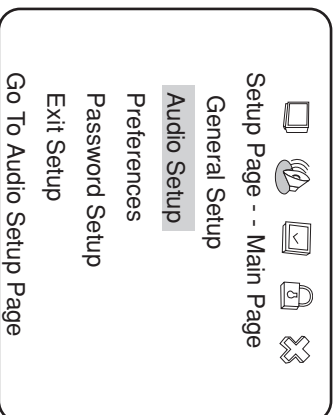 Setup Page - - Main Page
General Setup
Audio Setup
Preferences
Password Setup
Exit Setup
Go To Audio Setup Page